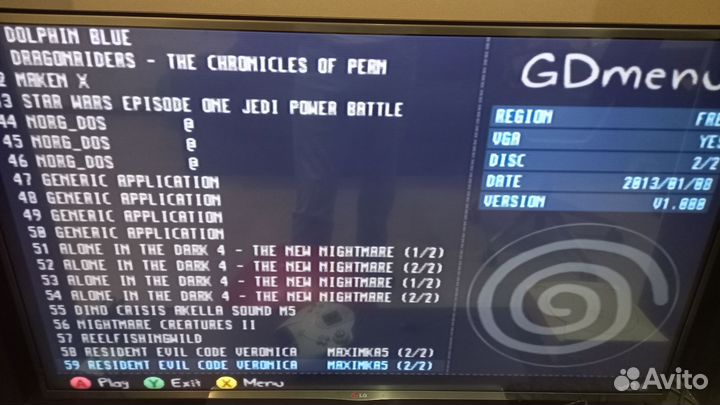 DOLPHIN BLUE
DRAGONRIDERS - THE CHRONICLES OF PERN
2 MAKEN X
43 STAR WARS EPISODE ONE JEDI POWER BATTLE
44 NORG_DOS @
45 NORG_DOS @
46 NORG_DOS @
47 GENERIC APPLICATION
48 GENERIC APPLICATION
49 GENERIC APPLICATION
50 GENERIC APPLICATION
51 ALONE IN THE DARK 4 - THE NEW NIGHTMARE (1/2)
52 ALONE IN THE DARK 4 - THE NEW NIGHTMARE (2/2)
53 ALONE IN THE DARK 4 - THE NEW NIGHTMARE (1/2)
54 ALONE IN THE DARK 4 - THE NEW NIGHTMARE (2/2)
55 DINO CRISIS AKELLA SOUND M5
56 NIGHTMARE CREATURES II
57 REELFISHINGWILD
58 RESIDENT EVIL CODE VERONICA MAXIMKA5 (2/2)
59 RESIDENT EVIL CODE VERONICA MAXIMKA5 (2/2)
A Play Y Exit X Menu
GDmenu
REGION FRE
VGA YES
DISC 2/2
DATE 2013/01/08
VERSION V1.000
LG
Avito